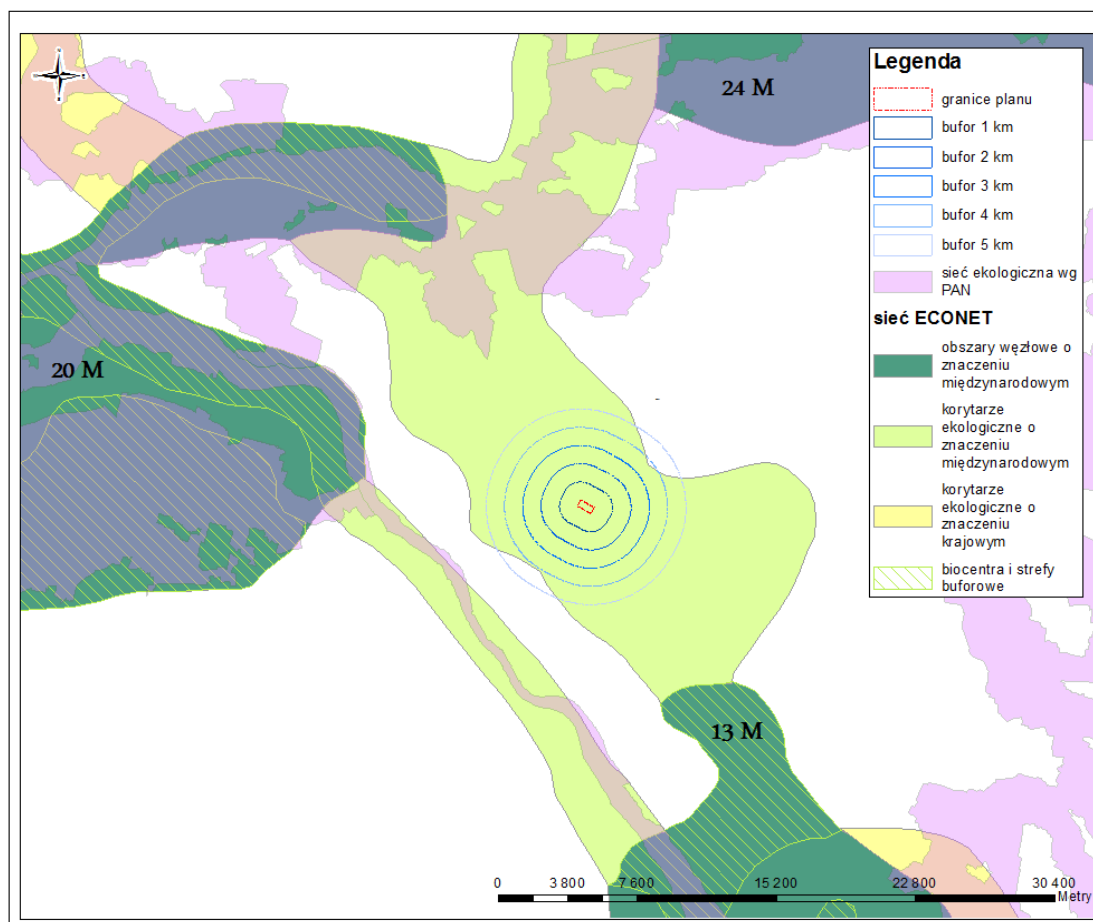 24 M
20 M
13 M
Legenda
granice planu
bufor 1 km
bufor 2 km
bufor 3 km
bufor 4 km
bufor 5 km
sieć ekologiczna wg
PAN
sieć ECONET
obszary węzłowe o
znaczeniu
międzynarodowym
korytarze
ekologiczne o
znaczeniu
międzynarodowym
korytarze
ekologiczne o
znaczeniu
krajowym
biocentra i strefy
buforowe
0 3 800 7 600 15 200 22 800 30 400
Metry